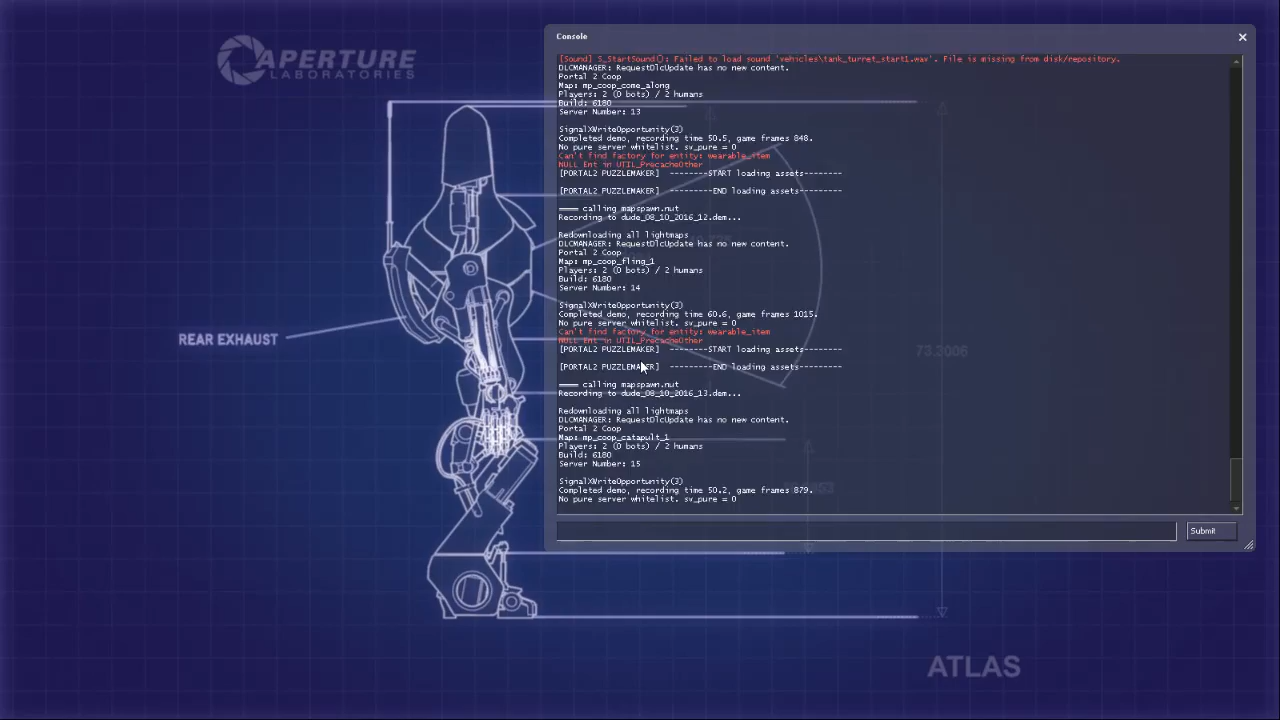 APERTURE
LABORATORIES
REAR EXHAUST
Console
[Sound] S_StartSound(): Failed to load sound 'vehicles\tank_turret_start1.wav'. File is missing from disk/repository.
DLCMANAGER: RequestDlcUpdate has no new content.
Portal 2 Coop
Map: mp_coop_come_along
Players: 2 (0 bots) / 2 humans
Build: 6180
Server Number: 13
SignalXWriteOpportunity(3)
Completed demo, recording time 50.5, game frames 848.
No pure server whitelist. sv_pure = 0
Can't find factory for entity: wearable_item
NULL Ent in UTIL_PrecacheOther
[PORTAL2 PUZZLEMAKER] --------START loading assets--------
[PORTAL2 PUZZLEMAKER] --------END loading assets--------
==== calling mapspawn.nut
Recording to dude_08_10_2016_12.dem...
Redownloading all lightmaps
DLCMANAGER: RequestDlcUpdate has no new content.
Portal 2 Coop
Map: mp_coop_fling_1
Players: 2 (0 bots) / 2 humans
Build: 6180
Server Number: 14
SignalXWriteOpportunity(3)
Completed demo, recording time 60.6, game frames 1015.
No pure server whitelist. sv_pure = 0
Can't find factory for entity: wearable_item
NULL Ent in UTIL_PrecacheOther
[PORTAL2 PUZZLEMAKER] --------START loading assets--------
[PORTAL2 PUZZLEMAKER] --------END loading assets--------
==== calling mapspawn.nut
Recording to dude_08_10_2016_13.dem...
Redownloading all lightmaps
DLCMANAGER: RequestDlcUpdate has no new content.
Portal 2 Coop
Map: mp_coop_catapult_1
Players: 2 (0 bots) / 2 humans
Build: 6180
Server Number: 15
SignalXWriteOpportunity(3)
Completed demo, recording time 50.2, game frames 879.
No pure server whitelist. sv_pure = 0
Submit
73.2006
ATLAS